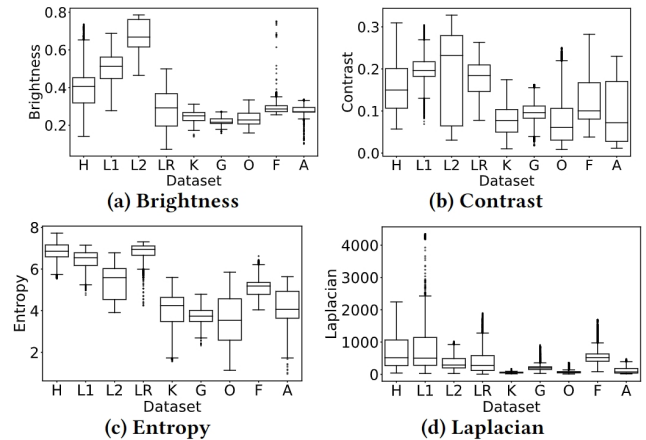 0.8
0.6
0.4
0.2
Brightness
H L1 L2 LR K G O F A
Dataset
(a) Brightness
0.3
0.2
0.1
0.0
Contrast
H L1 L2 LR K G O F A
Dataset
(b) Contrast
8
6
4
2
Entropy
H L1 L2 LR K G O F A
Dataset
(c) Entropy
4000
3000
2000
1000
0
Laplacian
H L1 L2 LR K G O F A
Dataset
(d) Laplacian